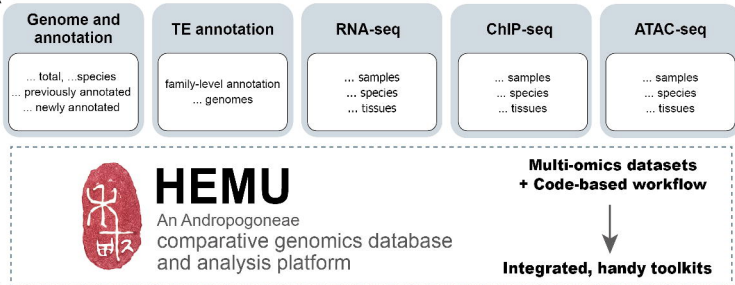 Genome and
annotation
... total, ...species
... previously annotated
... newly annotated
TE annotation
family-level annotation
... genomes
RNA-seq
... samples
... species
... tissues
ChIP-seq
... samples
... species
... tissues
ATAC-seq
... samples
... species
... tissues
HEMU
An Andropogoneae
comparative genomics database
and analysis platform
Multi-omics datasets
+ Code-based workflow
Integrated, handy toolkits